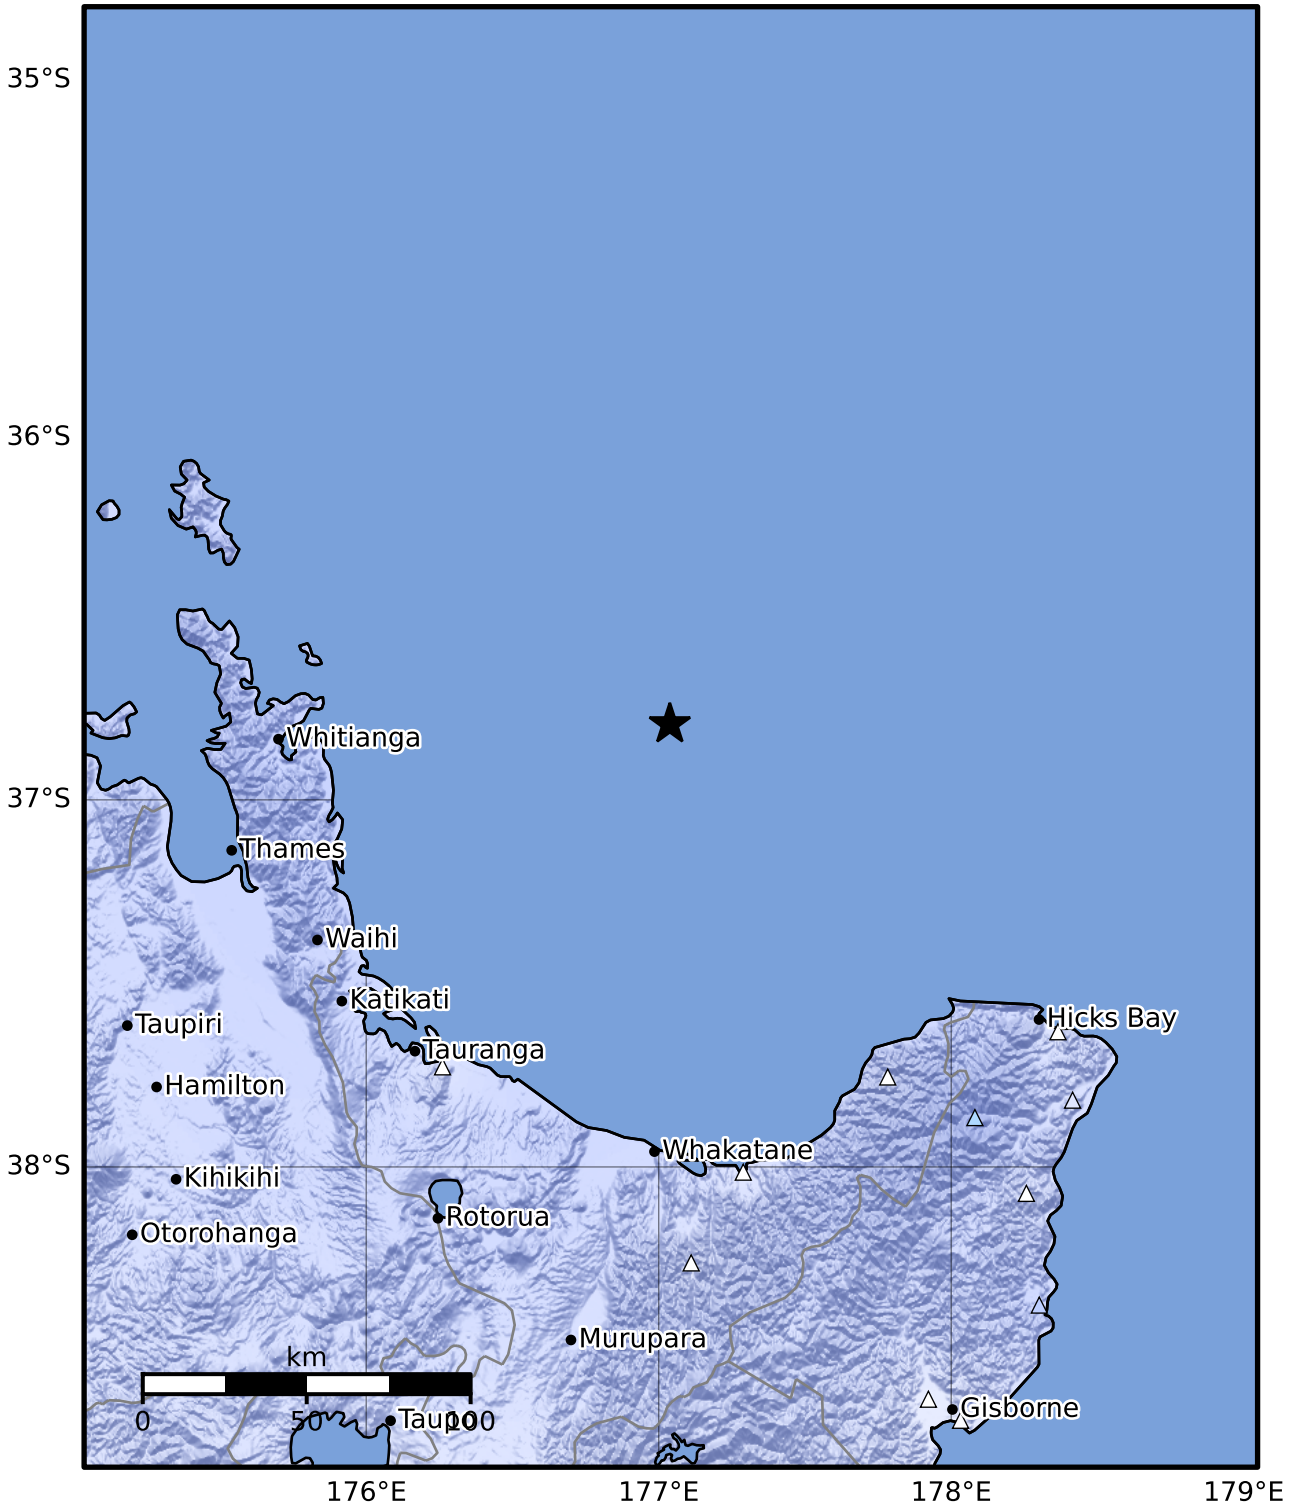 35°S
36°S
Whitianga
37°S
Thames
Waihi
Katikati
Hicks Bay
Taupiri
Tauranga
Hamilton
Whakatane
38°S
Kihikihi
Rotorua
Otorohanga
Murupara
km
Gisborne
0 50 Taupo 100
176°E 177°E 178°E 179°E